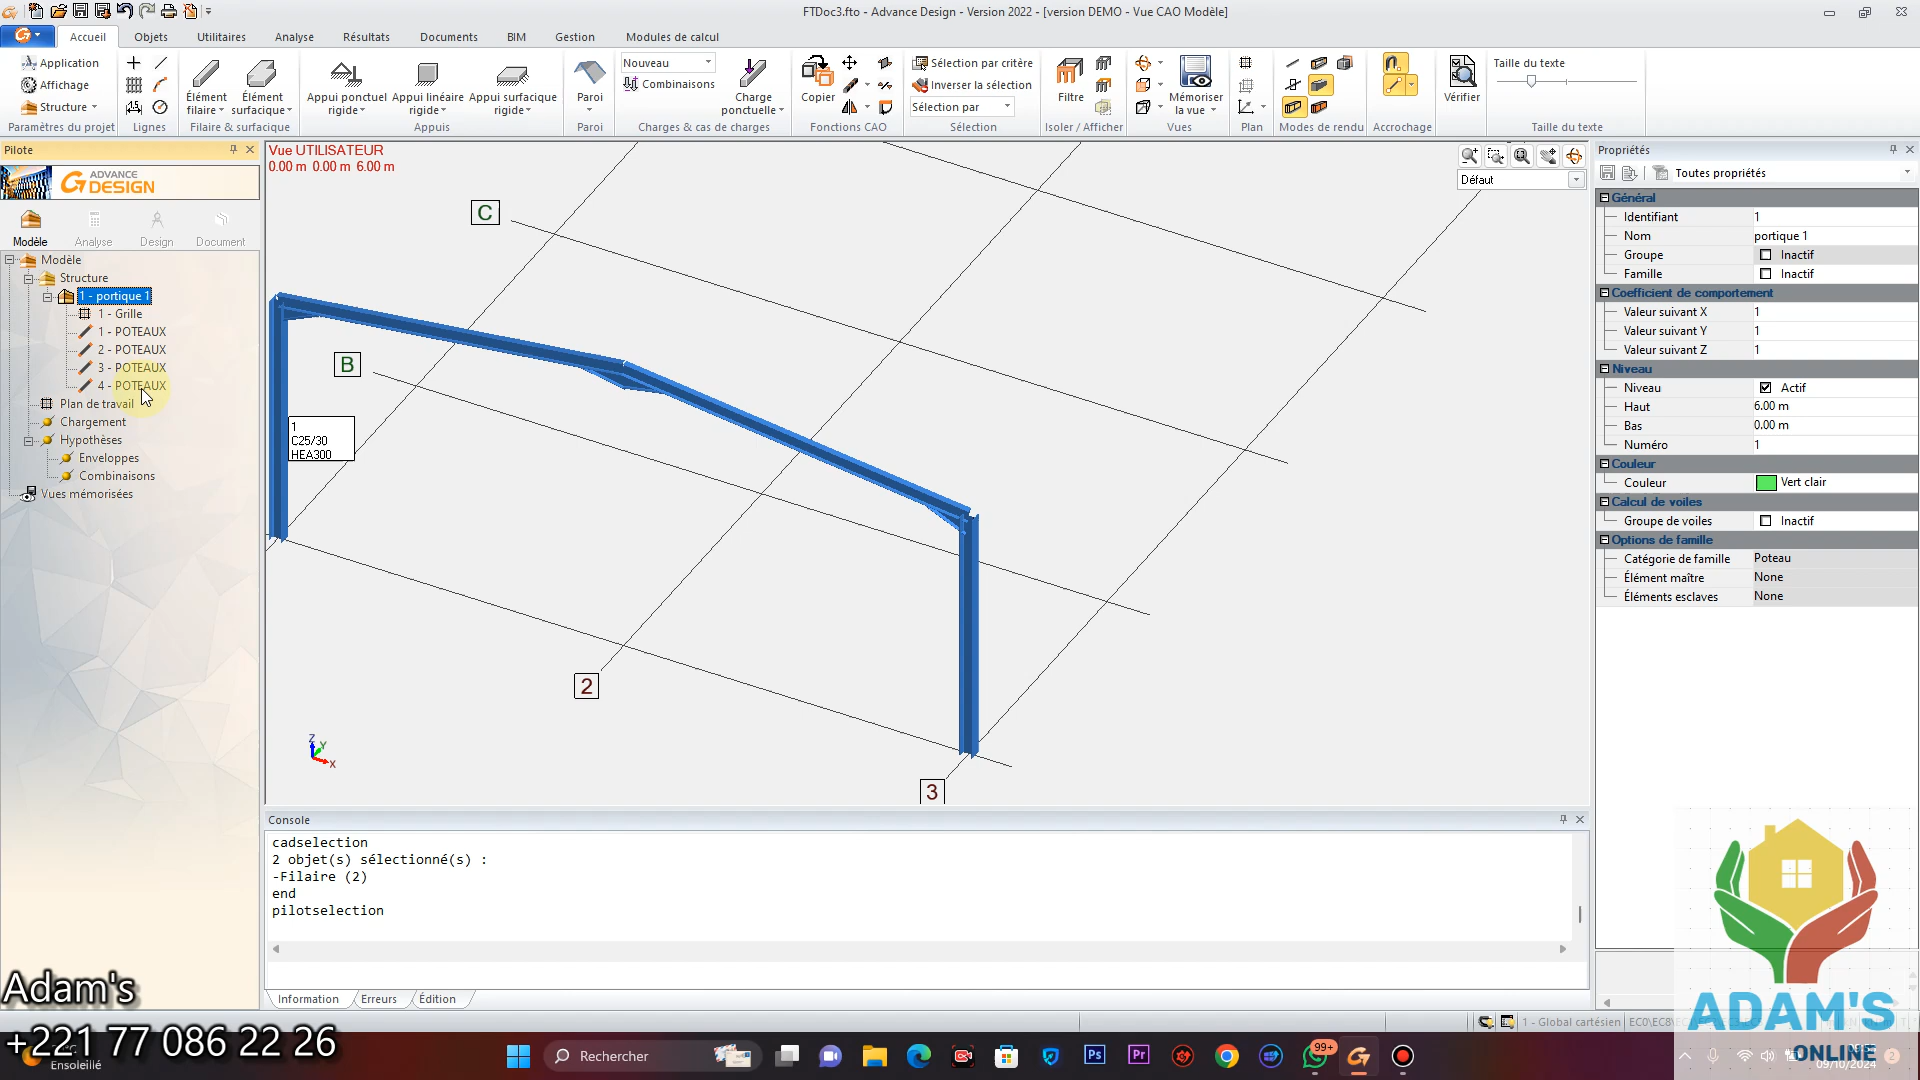 FTDoc3.fto - Advance Design - Version 2022 - [version DEMO - Vue CAO Modèle]
Accueil Objets Utilitaires Analyse Résultats Documents BIM Gestion Modules de calcul
Application
Affichage
Structure
Paramètres du projet
Lignes
Élément filaire
Élément surfacique
Filaire & surfacique
Appui ponctuel rigide
Appui linéaire rigide
Appui surfacique rigide
Appuis
Paroi
Paroi
Nouveau
Combinaisons
Charge ponctuelle
Charges & cas de charges
Copier
Fonctions CAO
Sélection par critère
Inverser la sélection
Sélection par
Sélection
Filtre
Isoler / Afficher
Mémoriser la vue
Vues
Plan
Modes de rendu
Accrochage
Vérifier
Taille du texte
Taille du texte
Pilote
ADVANCE
DESIGN
Modèle Analyse Design Document
Modèle
Structure
1 - portique 1
1 - Grille
1 - POTEAUX
2 - POTEAUX
3 - POTEAUX
4 - POTEAUX
Plan de travail
Chargement
Hypothèses
Enveloppes
Combinaisons
Vues mémorisées
Vue UTILISATEUR
0.00 m 0.00 m 6.00 m
Défaut
C
B
1
C25/30
HEA300
2
3
Z
Y
X
Console
cadselection
2 objet(s) sélectionné(s) :
-Filaire (2)
end
pilotselection
Information Erreurs Édition
Propriétés
Toutes propriétés
Général
Identifiant 1
Nom portique 1
Groupe Inactif
Famille Inactif
Coefficient de comportement
Valeur suivant X 1
Valeur suivant Y 1
Valeur suivant Z 1
Niveau
Niveau Actif
Haut 6.00 m
Bas 0.00 m
Numéro 1
Couleur
Couleur Vert clair
Calcul de voiles
Groupe de voiles Inactif
Options de famille
Catégorie de famille Poteau
Élément maître None
Éléments esclaves None
1 - Global cartésien
ADAM'S
ONLINE
Adam's
+221 77 086 22 26
Ensoleillé
Rechercher
Ps
Pr
99+
09/10/2024
2